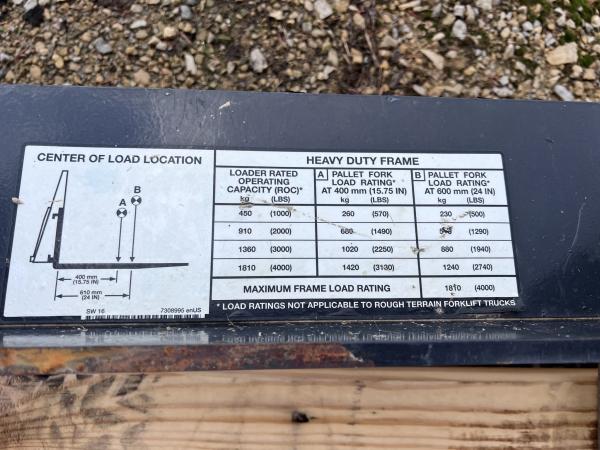 CENTER OF LOAD LOCATION
A
B
400 mm
(15.75 IN)
610 mm
(24 IN)
SW 16 7308995 enUS
HEAVY DUTY FRAME
LOADER RATED OPERATING CAPACITY (ROC)*
kg (LBS)
A PALLET FORK LOAD RATING* AT 400 mm (15.75 IN)
kg (LBS)
B PALLET FORK LOAD RATING* AT 600 mm (24 IN)
kg (LBS)
450 (1000) 260 (570) 230 (500)
910 (2000) 680 (1490) (1290)
1360 (3000) 1020 (2250) 880 (1940)
1810 (4000) 1420 (3130) 1240 (2740)
MAXIMUM FRAME LOAD RATING 1810 (4000)
* LOAD RATINGS NOT APPLICABLE TO ROUGH TERRAIN FORKLIFT TRUCKS